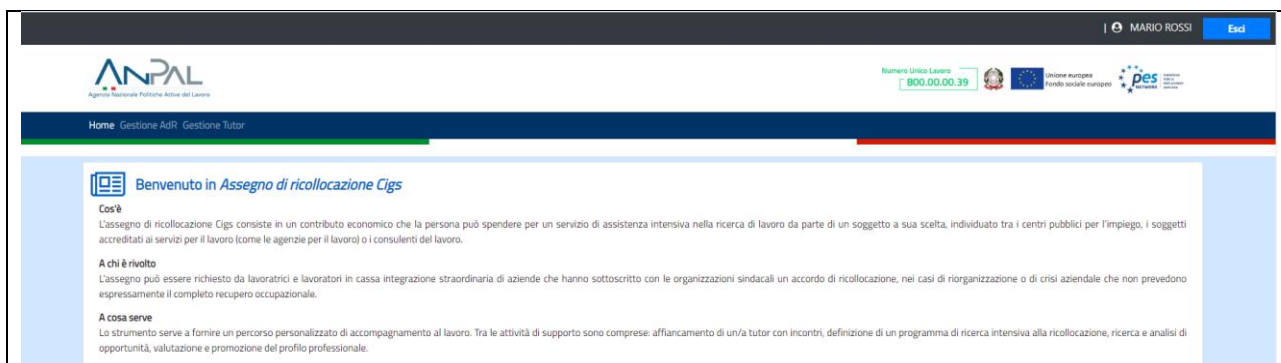 | MARIO ROSSI Esci
ANPAL
Agenzia Nazionale Politiche Attive del Lavoro
Numero Unico Lavoro
800.00.00.39
Unione europea
Fondo sociale europeo
pes
NETWORK
Home Gestione AdR Gestione Tutor
Benvenuto in Assegno di ricollocazione Cigs
Cos'è
L'assegno di ricollocazione Cigs consiste in un contributo economico che la persona può spendere per un servizio di assistenza intensiva nella ricerca di lavoro da parte di un soggetto a sua scelta, individuato tra i centri pubblici per l'impiego, i soggetti
accreditati ai servizi per il lavoro (come le agenzie per il lavoro) o i consulenti del lavoro.
A chi è rivolto
L'assegno può essere richiesto da lavoratrici e lavoratori in cassa integrazione straordinaria di aziende che hanno sottoscritto con le organizzazioni sindacali un accordo di ricollocazione, nei casi di riorganizzazione o di crisi aziendale che non prevedono
espressamente il completo recupero occupazionale.
A cosa serve
Lo strumento serve a fornire un percorso personalizzato di accompagnamento al lavoro. Tra le attività di supporto sono comprese: affiancamento di un/a tutor con incontri, definizione di un programma di ricerca intensiva alla ricollocazione, ricerca e analisi di
opportunità, valutazione e promozione del profilo professionale.